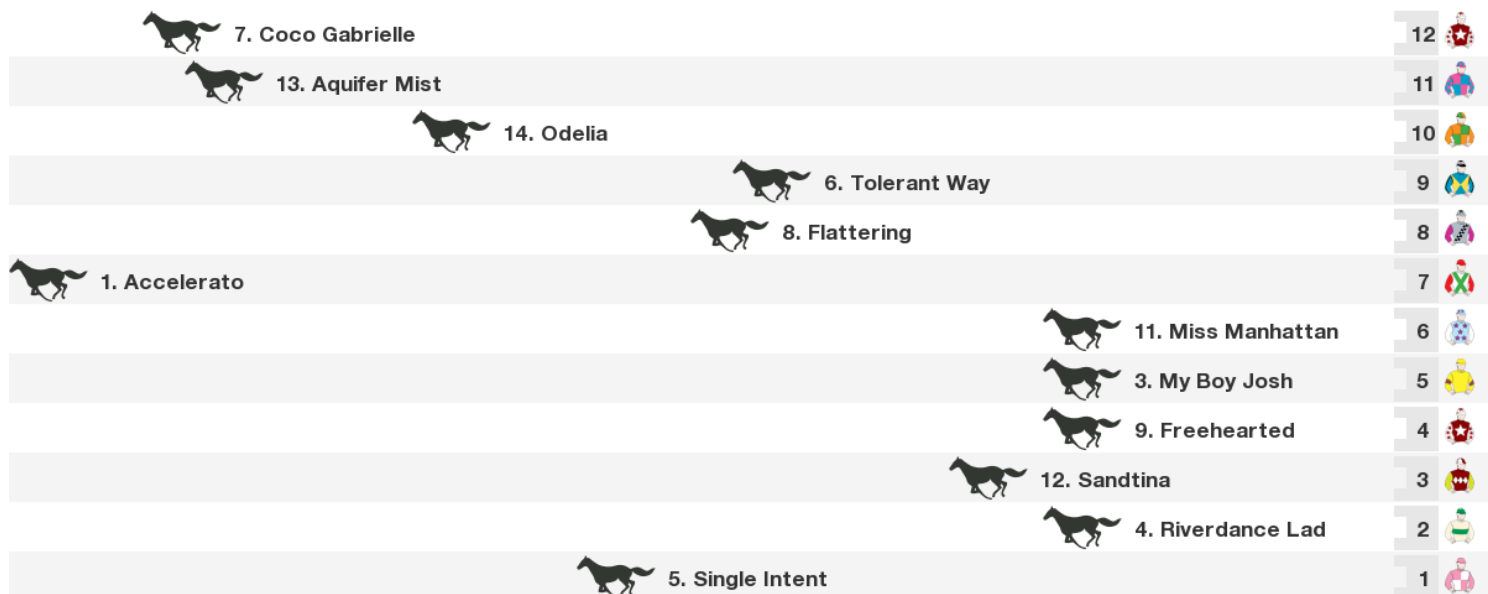 7. Coco Gabrielle 12
13. Aquifer Mist 11
14. Odelia 10
6. Tolerant Way 9
8. Flattering 8
1. Accelerato 7
11. Miss Manhattan 6
3. My Boy Josh 5
9. Freehearted 4
12. Sandtina 3
4. Riverdance Lad 2
5. Single Intent 1